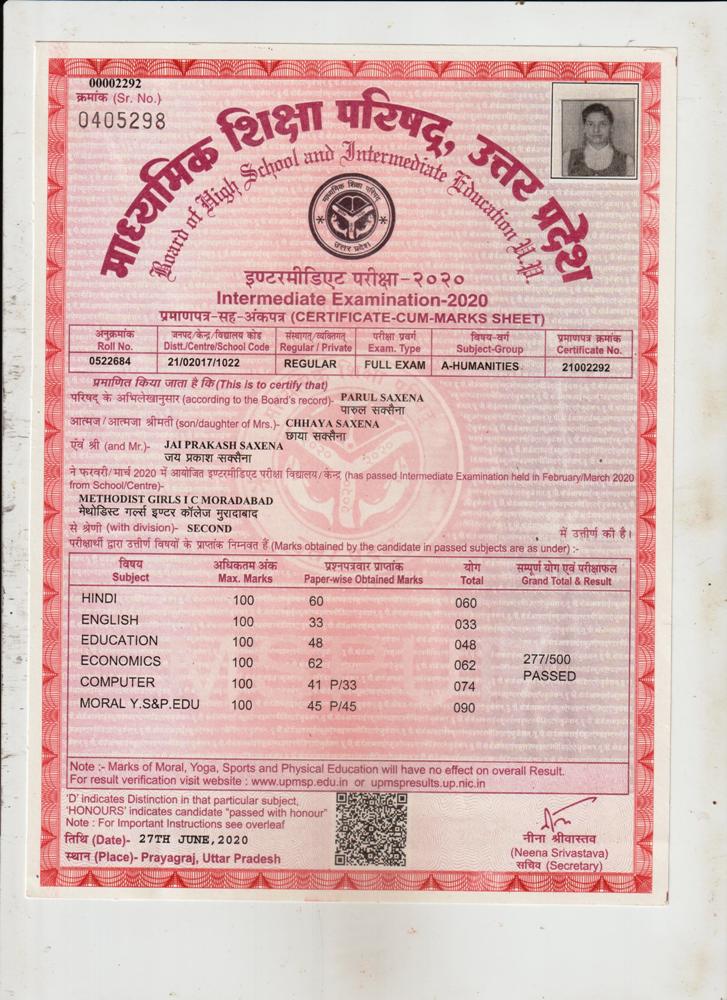 00002292
क्रमांक (Sr. No.)
0405298
माध्यमिक शिक्षा परिषद्, उत्तर प्रदेश
Board of High School and Intermediate Education U.P.
माध्यमिक शिक्षा परिषद्
उत्तर प्रदेश
इण्टरमीडिएट परीक्षा-२०२०
Intermediate Examination-2020
प्रमाणपत्र-सह-अंकपत्र (CERTIFICATE-CUM-MARKS SHEET)
अनुक्रमांक जनपद/केन्द्र/विद्यालय कोड संस्थागत/व्यक्तिगत परीक्षा प्रवर्ग विषय-वर्ग प्रमाणपत्र क्रमांक
Roll No. Distt./Centre/School Code Regular / Private Exam. Type Subject-Group Certificate No.
0522684 21/02017/1022 REGULAR FULL EXAM A-HUMANITIES 21002292
प्रमाणित किया जाता है कि (This is to certify that)
परिषद के अभिलेखानुसार (according to the Board's record)- PARUL SAXENA
पारुल सक्सैना
आत्मज/आत्मजा श्रीमती (son/daughter of Mrs.)- CHHAYA SAXENA
छाया सक्सैना
एंव श्री (and Mr.)- JAI PRAKASH SAXENA
जय प्रकाश सक्सैना
ने फरवरी/मार्च 2020 में आयोजित इण्टरमीडिएट परीक्षा विद्यालय/केन्द्र (has passed Intermediate Examination held in February/March 2020
from School/Centre)-
METHODIST GIRLS I C MORADABAD
मेथोडिस्ट गर्ल्स इण्टर कॉलेज मुरादाबाद
से श्रेणी (with division)- SECOND में उत्तीर्ण की है।
परीक्षार्थी द्वारा उत्तीर्ण विषयों के प्राप्तांक निम्नवत हैं (Marks obtained by the candidate in passed subjects are as under) :-
विषय अधिकतम अंक प्रश्नपत्रवार प्राप्तांक योग सम्पूर्ण योग एवं परीक्षाफल
Subject Max. Marks Paper-wise Obtained Marks Total Grand Total & Result
HINDI 100 60 060
ENGLISH 100 33 033
EDUCATION 100 48 048
ECONOMICS 100 62 062 277/500
COMPUTER 100 41 P/33 074 PASSED
MORAL Y.S&P.EDU 100 45 P/45 090
Note :- Marks of Moral, Yoga, Sports and Physical Education will have no effect on overall Result.
For result verification visit website : www.upmsp.edu.in or upmspresults.up.nic.in
'D' indicates Distinction in that particular subject,
'HONOURS' indicates candidate "passed with honour"
Note : For Important Instructions see overleaf
तिथि (Date)- 27TH JUNE, 2020
स्थान (Place)- Prayagraj, Uttar Pradesh
नीना श्रीवास्तव
(Neena Srivastava)
सचिव (Secretary)